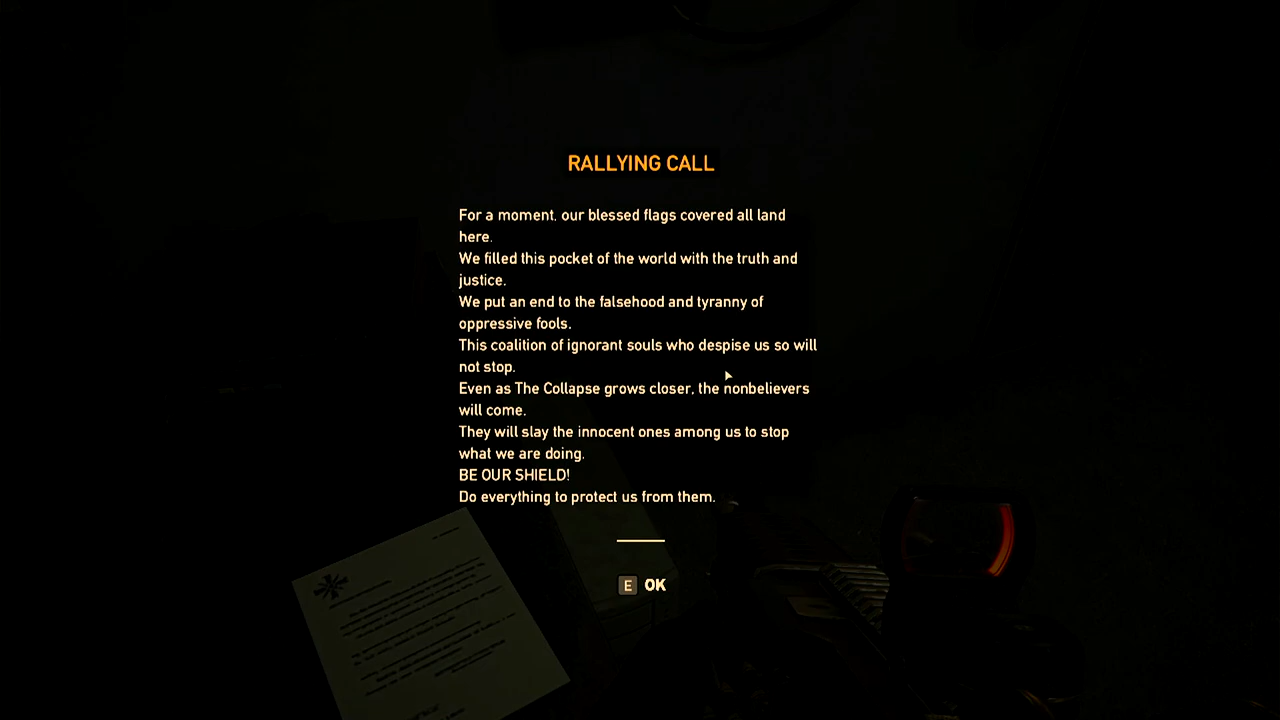 RALLYING CALL
For a moment, our blessed flags covered all land
here.
We filled this pocket of the world with the truth and
justice.
We put an end to the falsehood and tyranny of
oppressive fools.
This coalition of ignorant souls who despise us so will
not stop.
Even as The Collapse grows closer, the nonbelievers
will come.
They will slay the innocent ones among us to stop
what we are doing.
BE OUR SHIELD!
Do everything to protect us from them.
E OK